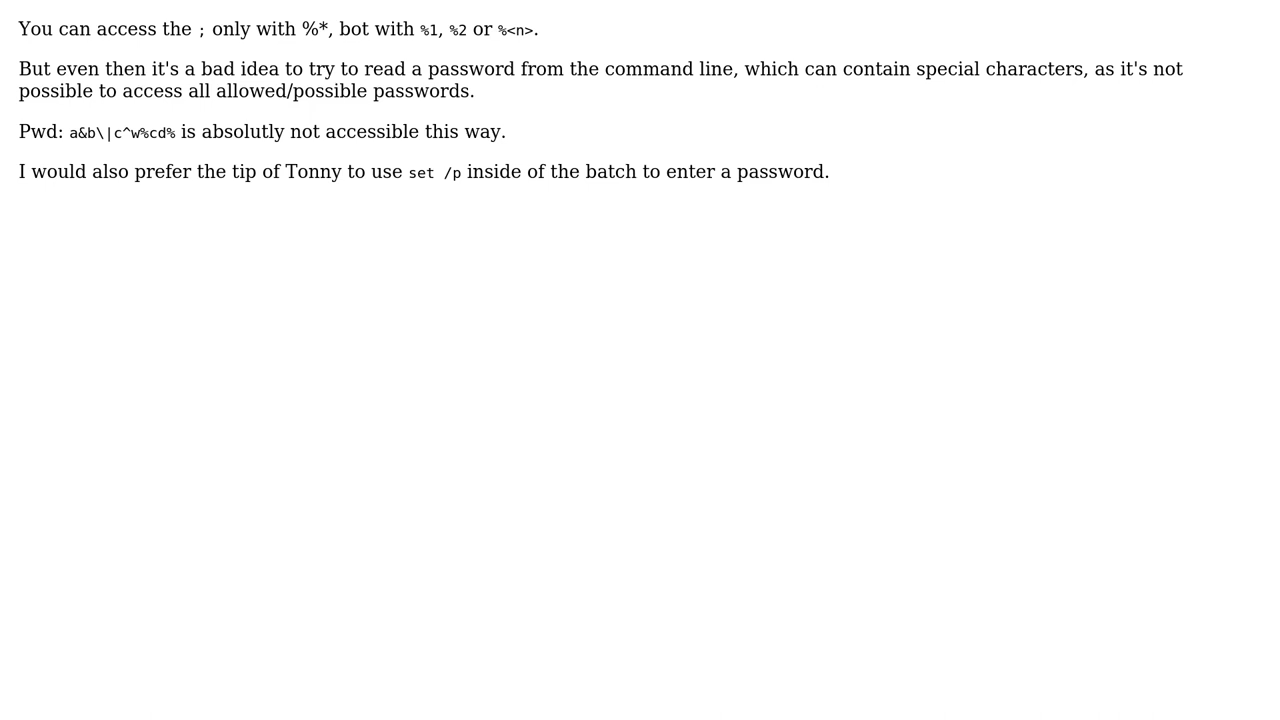 You can access the ; only with %*, bot with %1, %2 or %<n>.
But even then it's a bad idea to try to read a password from the command line, which can contain special characters, as it's not
possible to access all allowed/possible passwords.
Pwd: a&b\|c^w%cd% is absolutly not accessible this way.
I would also prefer the tip of Tonny to use set /p inside of the batch to enter a password.